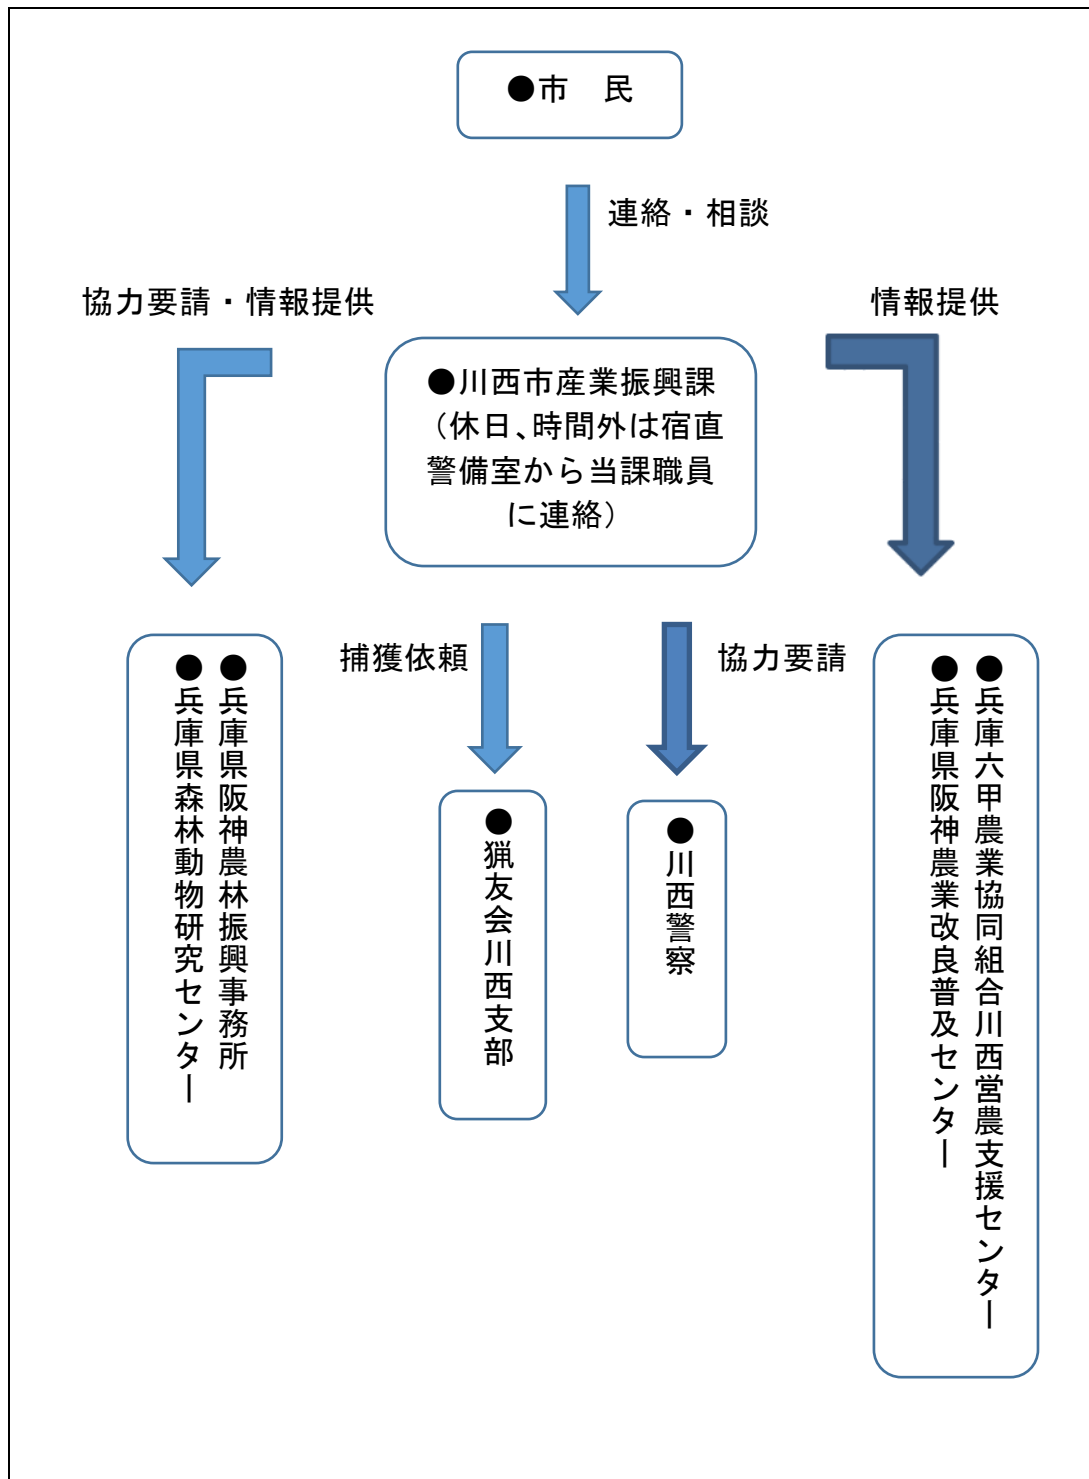 ●市　民
連絡・相談
協力要請・情報提供
情報提供
●川西市産業振興課
（休日、時間外は宿直
警備室から当課職員
に連絡）
捕獲依頼
協力要請
●兵庫県阪神農林振興事務所
●兵庫県森林動物研究センター
●猟友会川西支部
●川西警察
●兵庫六甲農業協同組合川西営農支援センター
●兵庫県阪神農業改良普及センター